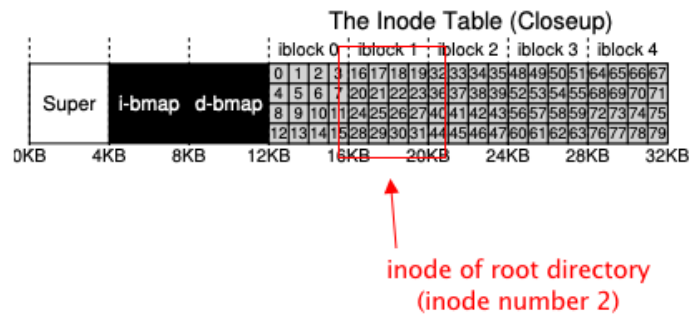 The Inode Table (Closeup)
iblock 0 iblock 1 iblock 2 iblock 3 iblock 4
Super i-bmap d-bmap
0 1 2 3 16 17 18 19 32 33 34 35 48 49 50 51 64 65 66 67
4 5 6 7 20 21 22 23 36 37 38 39 52 53 54 55 68 69 70 71
8 9 10 11 24 25 26 27 40 41 42 43 56 57 58 59 72 73 74 75
12 13 14 15 28 29 30 31 44 45 46 47 60 61 62 63 76 77 78 79
0KB 4KB 8KB 12KB 16KB 20KB 24KB 28KB 32KB
inode of root directory
(inode number 2)